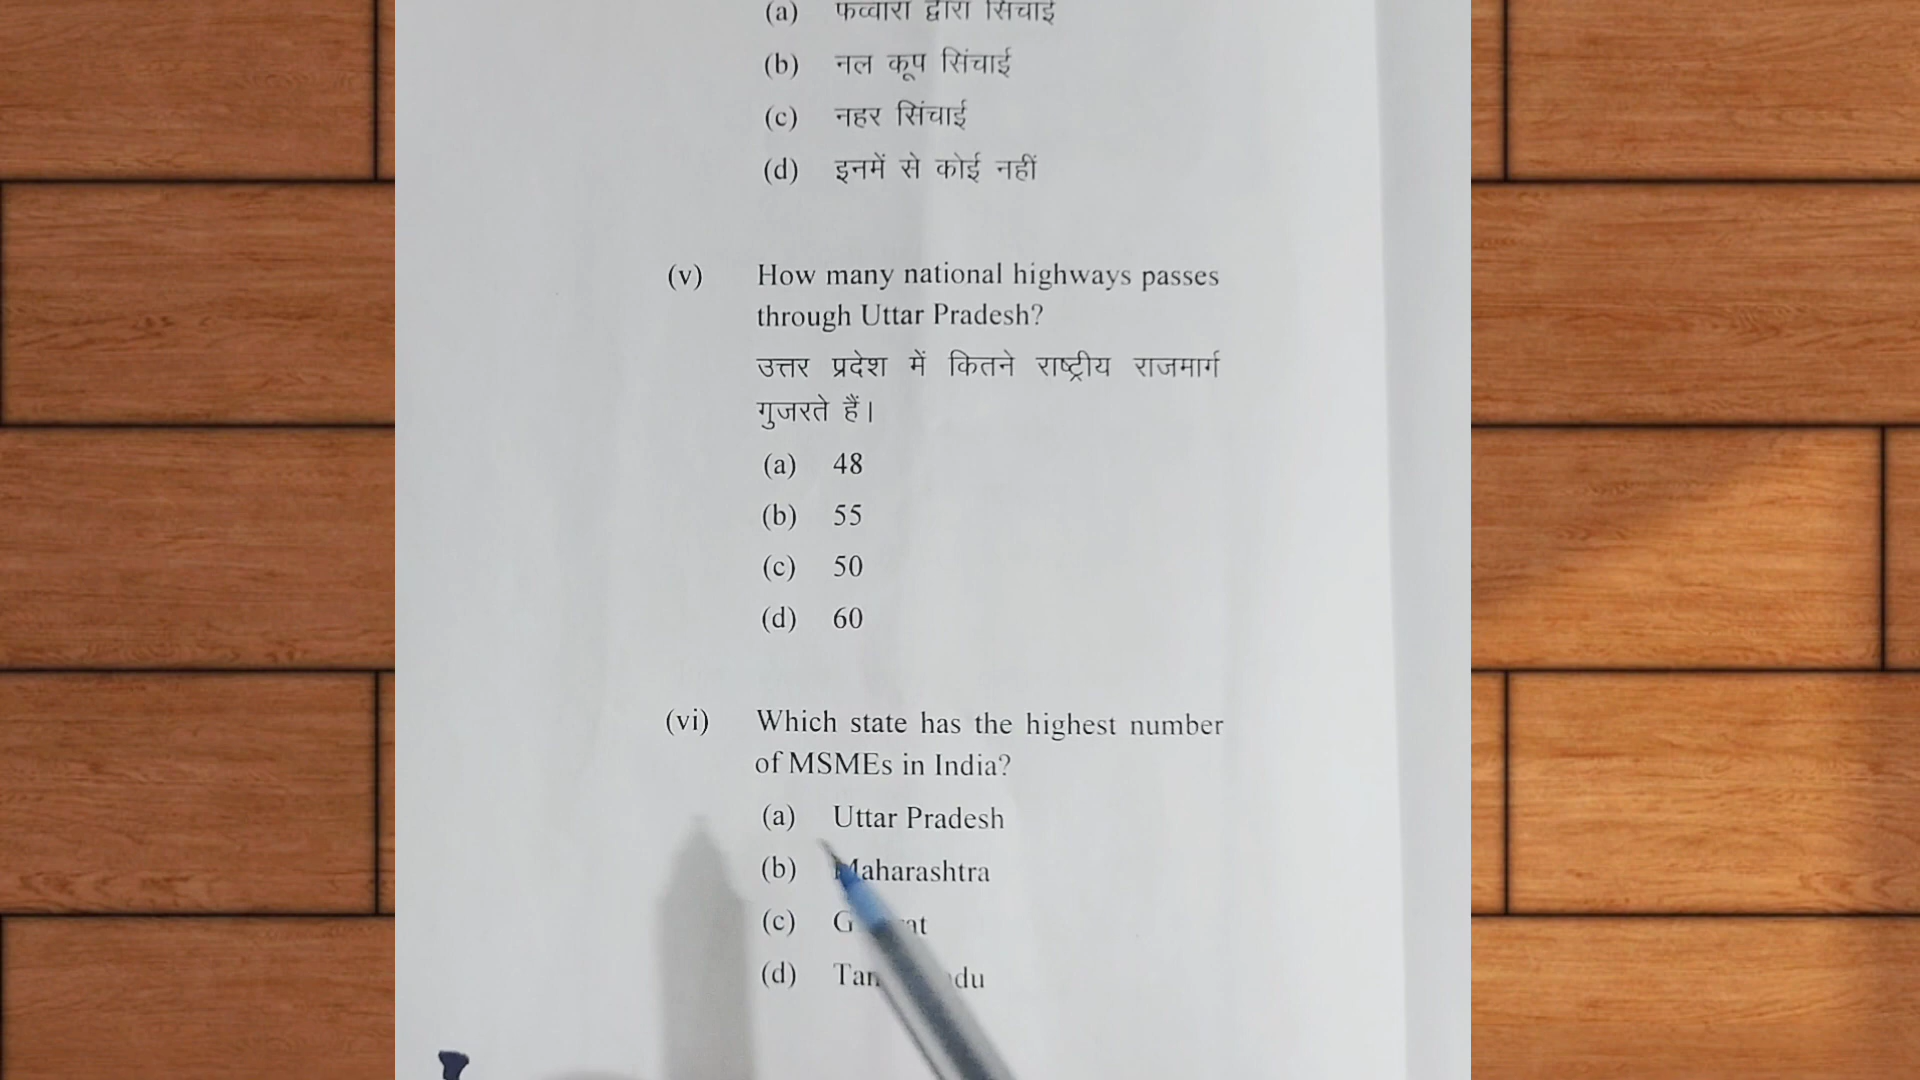 (a) फव्वारा द्वारा सिंचाई
(b) नल कूप सिंचाई
(c) नहर सिंचाई
(d) इनमें से कोई नहीं
(v) How many national highways passes
through Uttar Pradesh?
उत्तर प्रदेश में कितने राष्ट्रीय राजमार्ग
गुजरते हैं।
(a) 48
(b) 55
(c) 50
(d) 60
(vi) Which state has the highest number
of MSMEs in India?
(a) Uttar Pradesh
(b) Maharashtra
(c)
(d)